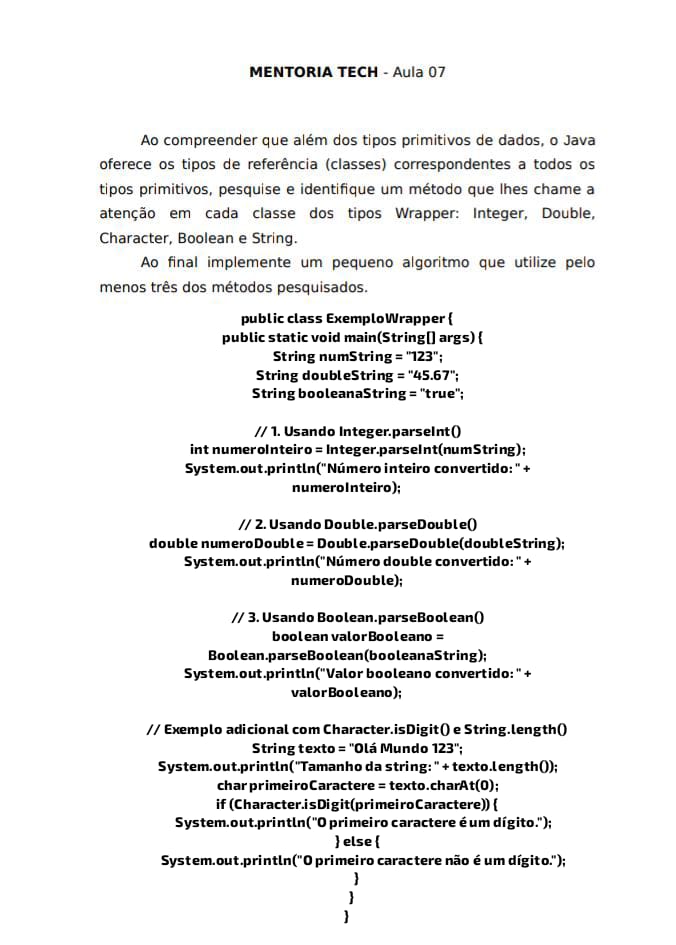 MENTORIA TECH - Aula 07
Ao compreender que além dos tipos primitivos de dados, o Java
oferece os tipos de referência (classes) correspondentes a todos os
tipos primitivos, pesquise e identifique um método que lhes chame a
atenção em cada classe dos tipos Wrapper: Integer, Double,
Character, Boolean e String.
Ao final implemente um pequeno algoritmo que utilize pelo
menos três dos métodos pesquisados.
public class ExemploWrapper {
public static void main(String[] args) {
String numString = "123";
String doubleString = "45.67";
String booleanaString = "true";
// 1. Usando Integer.parseInt()
int numeroInteiro = Integer.parseInt(numString);
System.out.println("Número inteiro convertido: " +
numeroInteiro);
// 2. Usando Double.parseDouble()
double numeroDouble = Double.parseDouble(doubleString);
System.out.println("Número double convertido: " +
numeroDouble);
// 3. Usando Boolean.parseBoolean()
boolean valorBooleano =
Boolean.parseBoolean(booleanaString);
System.out.println("Valor booleano convertido: " +
valorBooleano);
// Exemplo adicional com Character.isDigit() e String.length()
String texto = "Olá Mundo 123";
System.out.println("Tamanho da string: " + texto.length());
char primeiroCaractere = texto.charAt(0);
if (Character.isDigit(primeiroCaractere)) {
System.out.println("O primeiro caractere é um dígito.");
} else {
System.out.println("O primeiro caractere não é um dígito.");
}
}
}